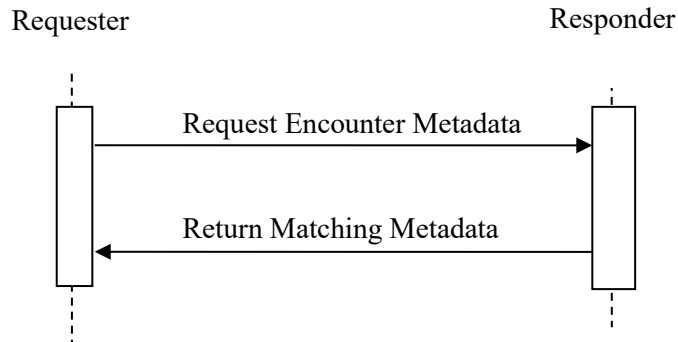 Requester
Responder
Request Encounter Metadata
Return Matching Metadata